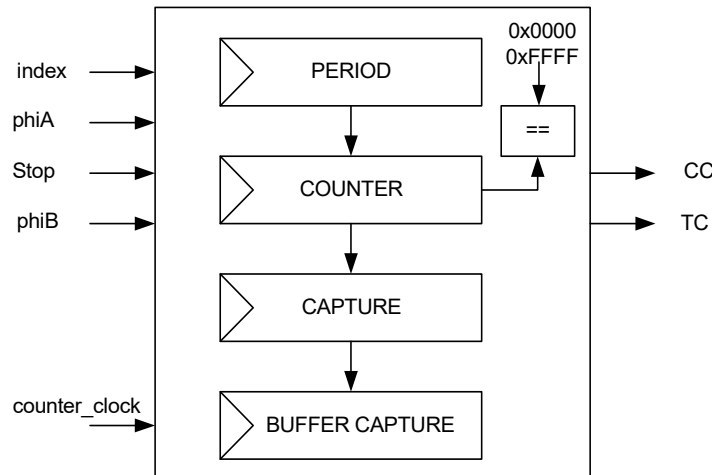 0x0000
0xFFFF
index
PERIOD
phiA
==
Stop
COUNTER
CC
phiB
TC
CAPTURE
counter_clock
BUFFER CAPTURE